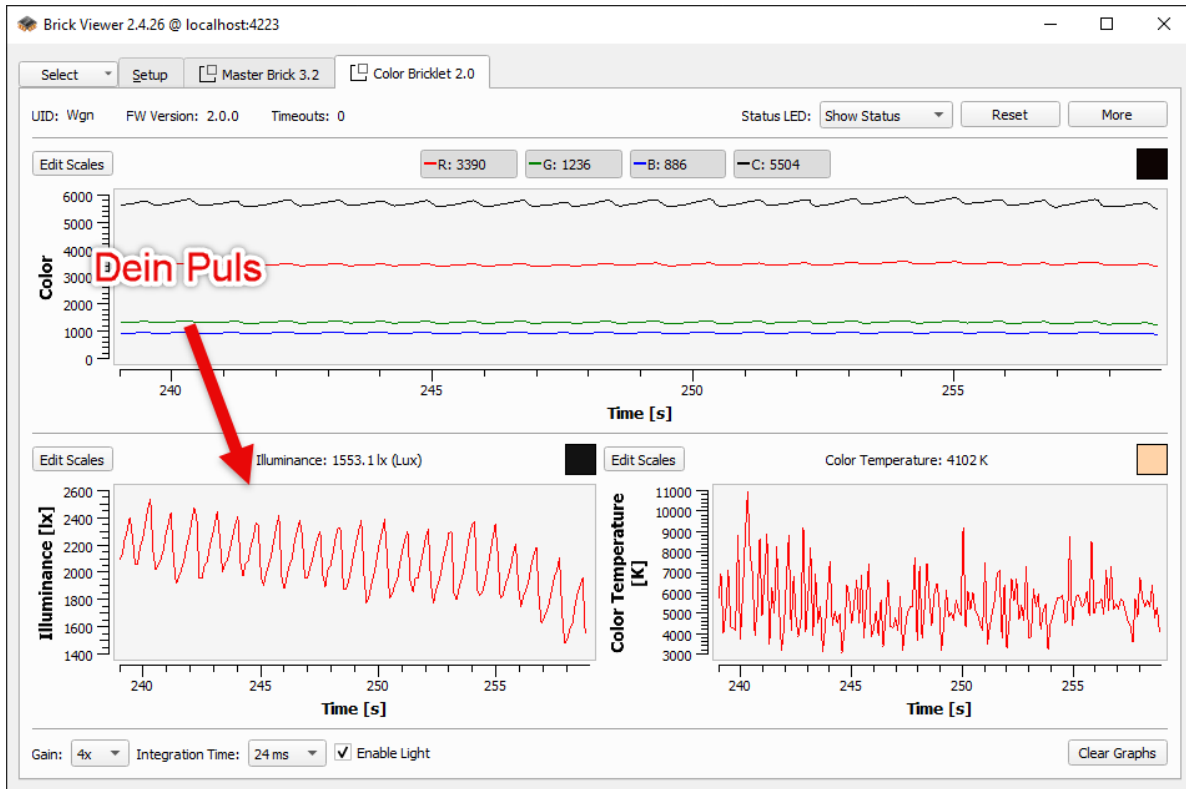 Brick Viewer 2.4.26 @ localhost:4223
Select Setup Master Brick 3.2 Color Bricklet 2.0
UID: Wgn FW Version: 2.0.0 Timeouts: 0 Status LED: Show Status Reset More
Edit Scales R: 3390 G: 1236 B: 886 C: 5504
Color
6000
5000
4000
3000
2000
1000
0
Dein Puls
240 245 250 255
Time [s]
Edit Scales Illuminance: 1553.1 lx (Lux)
Illuminance [lx]
2600
2400
2200
2000
1800
1600
1400
240 245 250 255
Time [s]
Edit Scales Color Temperature: 4102 K
Color Temperature
[K]
11000
10000
9000
8000
7000
6000
5000
4000
3000
240 245 250 255
Time [s]
Gain: 4x Integration Time: 24 ms Enable Light Clear Graphs